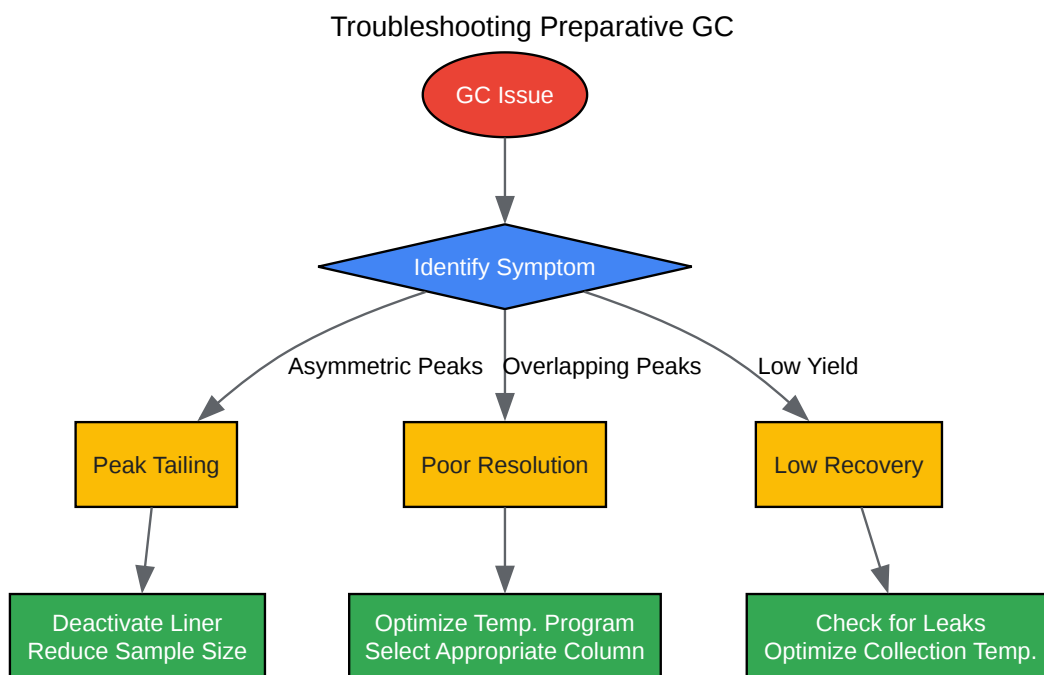 Troubleshooting Preparative GC
GC Issue
Identify Symptom
Asymmetric Peaks
Overlapping Peaks
Low Yield
Peak Tailing
Poor Resolution
Low Recovery
Deactivate Liner
Reduce Sample Size
Optimize Temp. Program
Select Appropriate Column
Check for Leaks
Optimize Collection Temp.